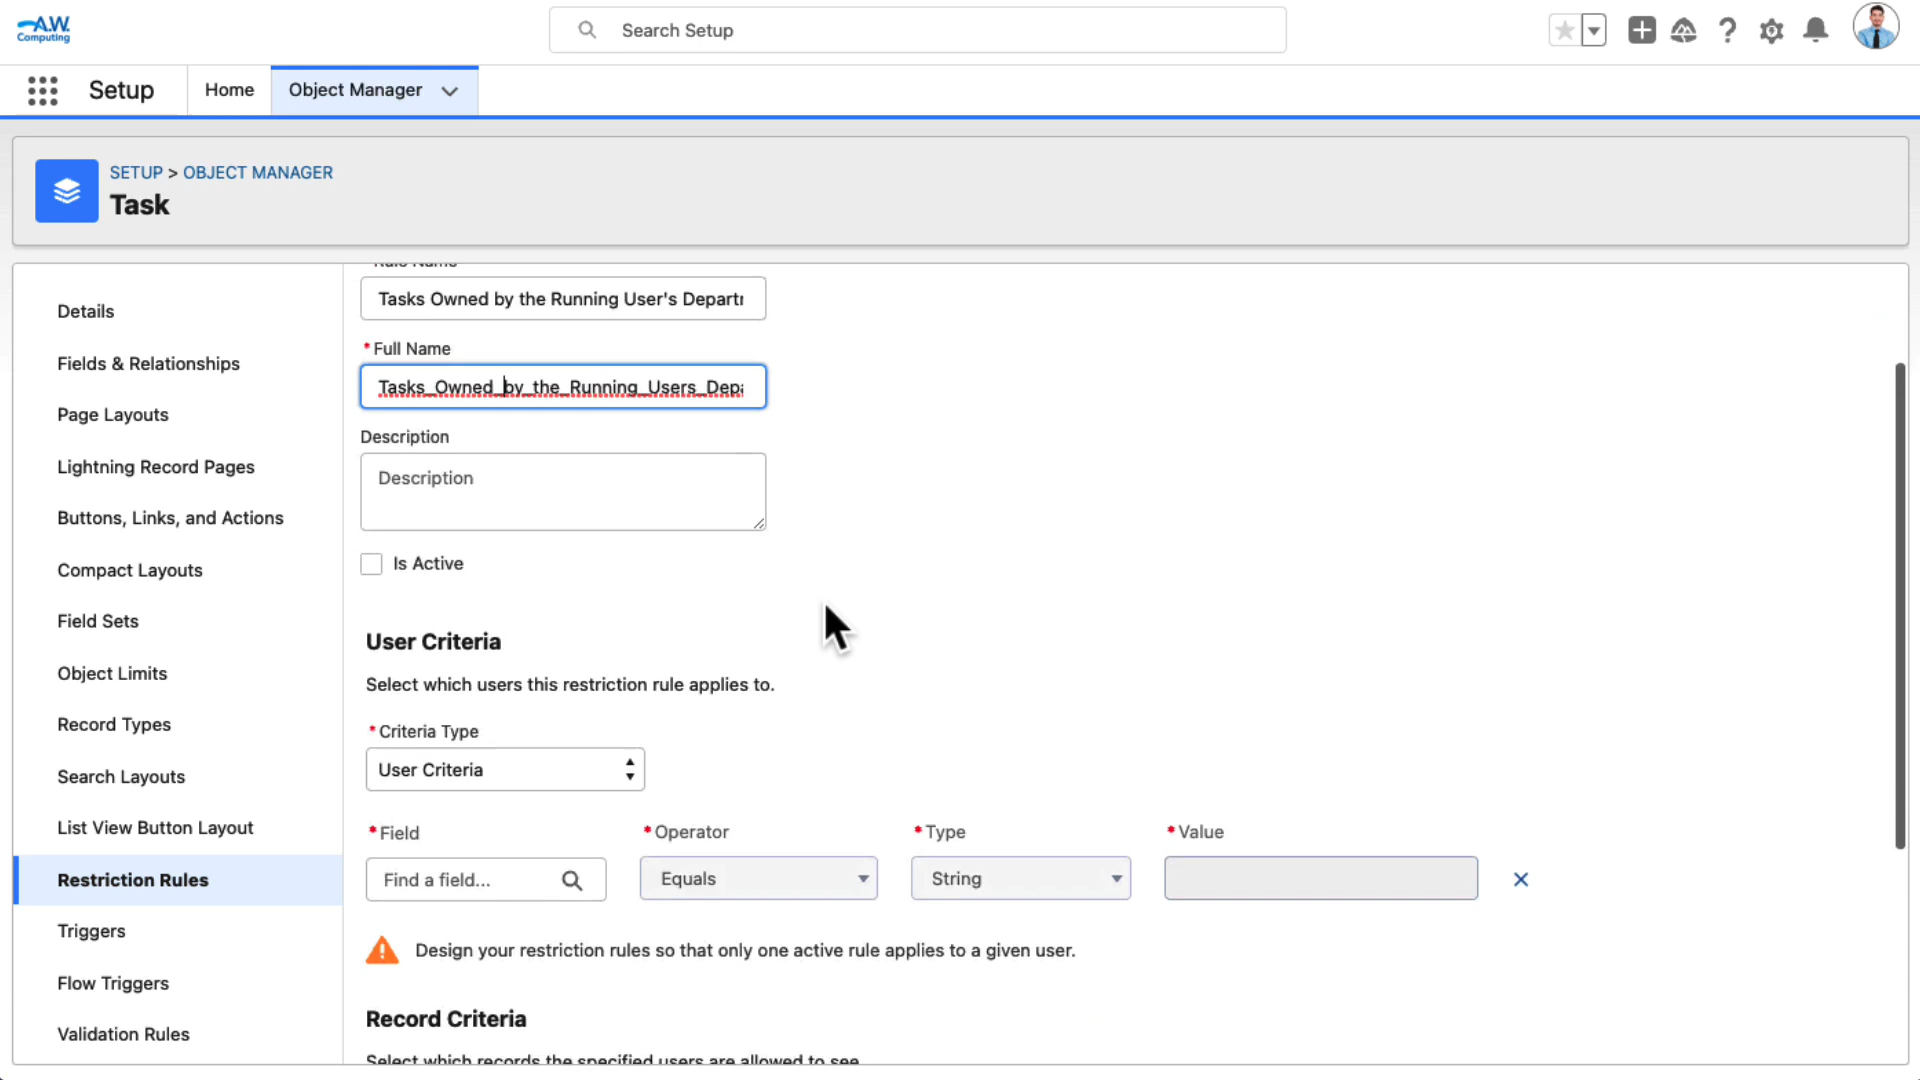 A.W.
Computing
Search Setup
Setup
Home
Object Manager
SETUP > OBJECT MANAGER
Task
Details
Fields & Relationships
Page Layouts
Lightning Record Pages
Buttons, Links, and Actions
Compact Layouts
Field Sets
Object Limits
Record Types
Search Layouts
List View Button Layout
Restriction Rules
Triggers
Flow Triggers
Validation Rules
Rule Name
Tasks Owned by the Running User's Departr
* Full Name
Tasks_Owned_by_the_Running_Users_Depa
Description
Description
Is Active
User Criteria
Select which users this restriction rule applies to.
* Criteria Type
User Criteria
* Field * Operator * Type * Value
Find a field... Equals String
Design your restriction rules so that only one active rule applies to a given user.
Record Criteria
Select which records the specified users are allowed to see